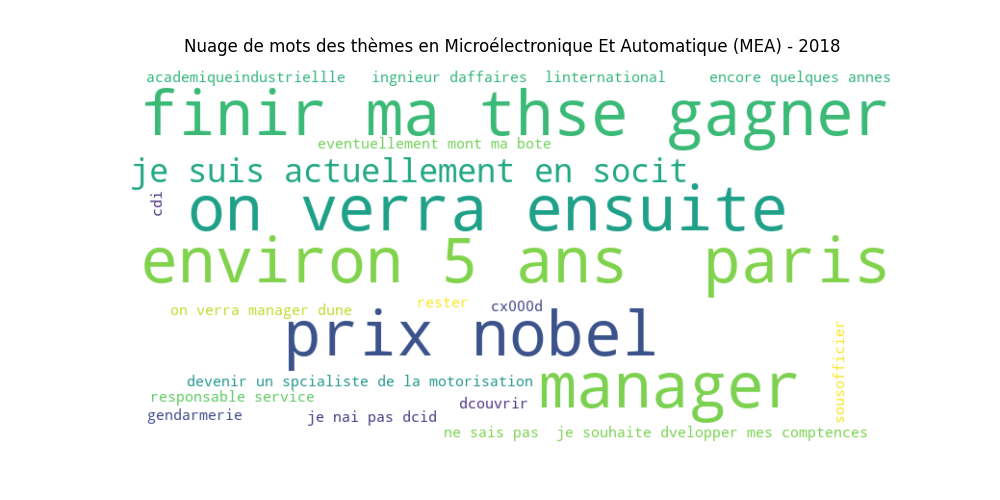 Nuage de mots des thèmes en Microélectronique Et Automatique (MEA) - 2018
academiqueindustriellle
ingnieur daffaires
linternational
encore quelques annes
finir ma thse gagner
eventuellement mont ma bote
je suis actuellement en socit
cdi
on verra ensuite
environ 5 ans paris
on verra manager dune
rester
cx000d
prix nobel
sousofficier
devenir un spcialiste de la motorisation
manager
responsable service
dcouvrir
gendarmerie
je nai pas dcid
ne sais pas je souhaite dvelopper mes comptences